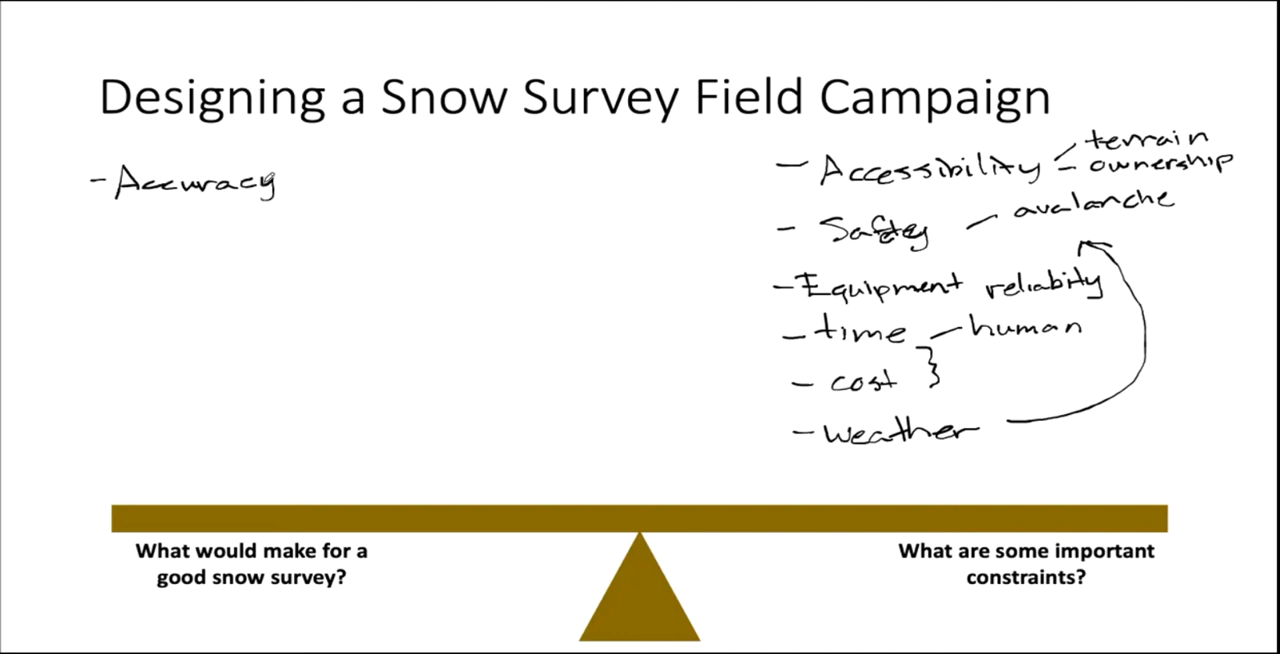 Designing a Snow Survey Field Campaign
- Accuracy
- Accessibility - terrain
- ownership
- Safety - avalanche
- Equipment reliability
- time - human
- cost }
- weather
What would make for a
good snow survey?
What are some important
constraints?